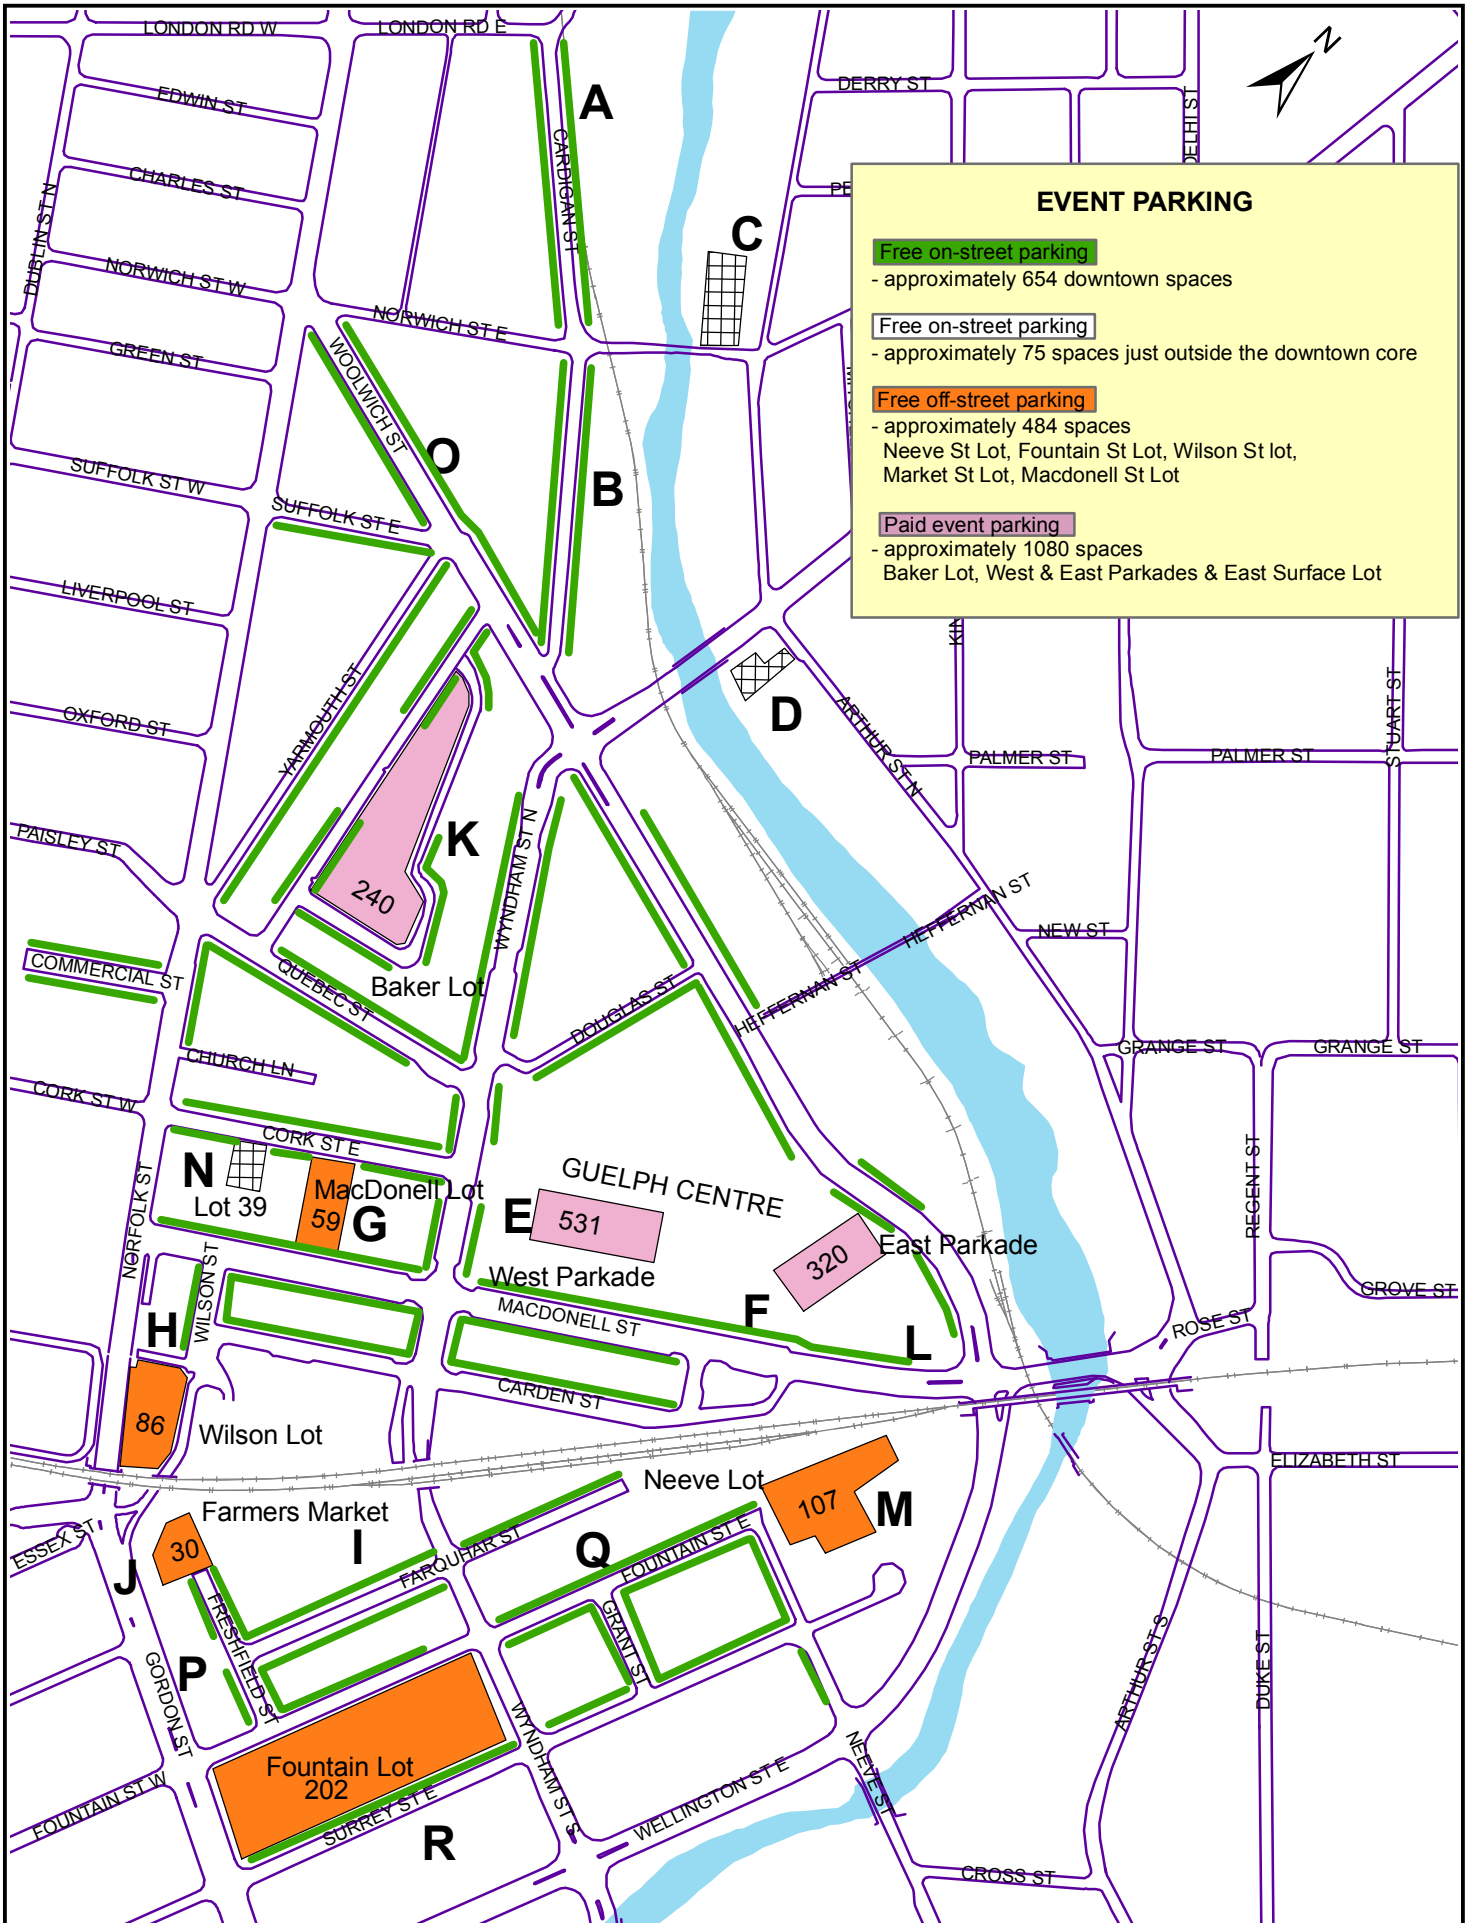 LONDON RD W
LONDON RD E
N
EDWIN ST
A
DERRY ST
CARDIGAN ST
DELHI ST
CHARLES ST
DUBLIN ST N
PE
C
EVENT PARKING
Free on-street parking
- approximately 654 downtown spaces
Free on-street parking
- approximately 75 spaces just outside the downtown core
Free off-street parking
- approximately 484 spaces
Neeve St Lot, Fountain St Lot, Wilson St lot,
Market St Lot, Macdonell St Lot
Paid event parking
- approximately 1080 spaces
Baker Lot, West & East Parkades & East Surface Lot
NORWICH ST W
NORWICH ST E
GREEN ST
WOOLWICH ST
O
B
SUFFOLK ST W
SUFFOLK ST E
LIVERPOOL ST
KIN
OXFORD ST
YARMOUTH ST
D
ARTHUR ST N
PALMER ST
PALMER ST
STUART ST
PAISLEY ST
K
240
WYNDHAM ST N
HEFFERNAN ST
NEW ST
COMMERCIAL ST
QUEBEC ST
Baker Lot
HEFFERNAN ST
DOUGLAS ST
CHURCH LN
GRANGE ST
GRANGE ST
CORK ST W
CORK ST E
N
Lot 39
MacDonell Lot
59
G
GUELPH CENTRE
E
531
West Parkade
320
East Parkade
REGENT ST
NORFOLK ST
WILSON ST
H
MACDONELL ST
F
L
ROSE ST
GROVE ST
CARDEN ST
86
Wilson Lot
ELIZABETH ST
Neeve Lot
107
M
Farmers Market
ESSEX ST
30
J
I
FARQUHAR ST
Q
FOUNTAIN ST E
FRESHFIELD ST
GRANT ST
P
GORDON ST
ARTHUR ST S
DUKE ST
Fountain Lot
202
WYNDHAM ST S
NEEVE ST
FOUNTAIN ST W
SURREY ST E
R
WELLINGTON ST E
CROSS ST